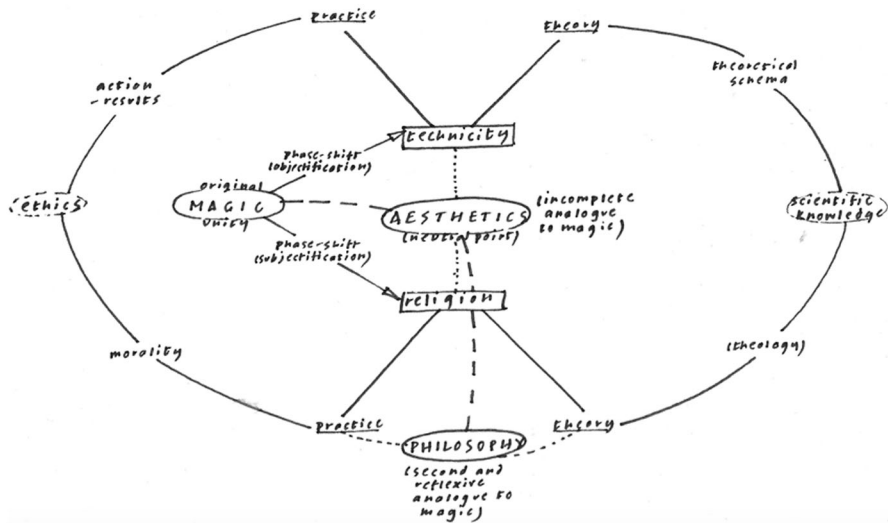 practice
theory
action
-results
theoretical
schema
technicity
phase-shift
(objectification)
ethics
original
MAGIC
unity
AESTHETICS
(neutral point)
(incomplete
analogue
to magic)
scientific
knowledge
phase-shift
(subjectification)
religion
morality
(theology)
practice
theory
PHILOSOPHY
(second and
reflexive
analogue to
magic)